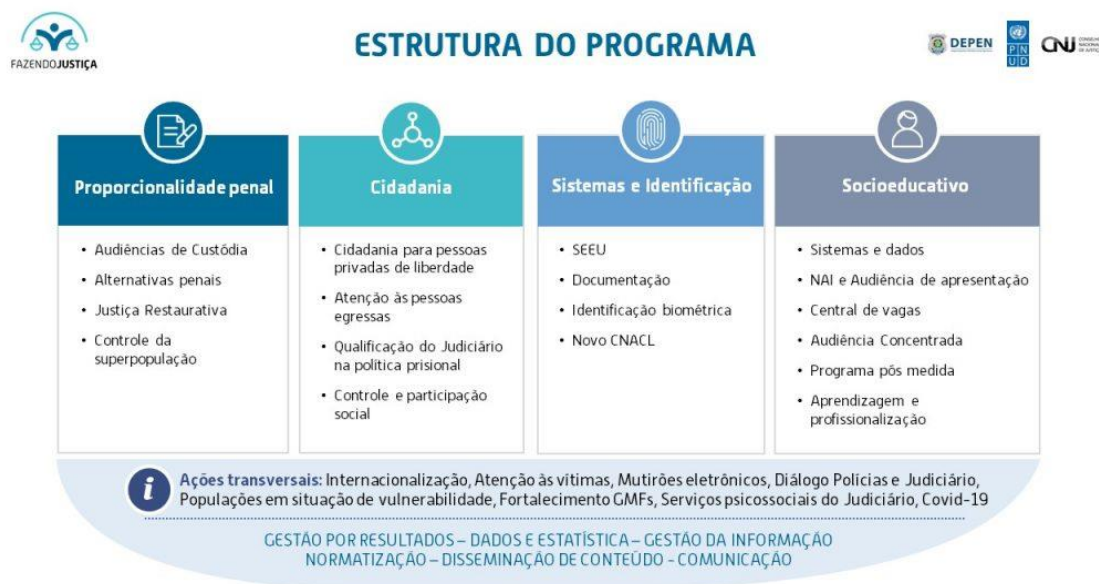 FAZENDOJUSTIÇA
ESTRUTURA DO PROGRAMA
DEPEN
PNUD
CNJ
CONSELHO
NACIONAL
DE JUSTIÇA
Proporcionalidade penal
• Audiências de Custódia
• Alternativas penais
• Justiça Restaurativa
• Controle da
superpopulação
Cidadania
• Cidadania para pessoas
privadas de liberdade
• Atenção às pessoas
egressas
• Qualificação do Judiciário
na política prisional
• Controle e participação
social
Sistemas e Identificação
• SEEU
• Documentação
• Identificação biométrica
• Novo CNACL
Socioeducativo
• Sistemas e dados
• NAI e Audiência de apresentação
• Central de vagas
• Audiência Concentrada
• Programa pós medida
• Aprendizagem e
profissionalização
i
Ações transversais: Internacionalização, Atenção às vítimas, Mutirões eletrônicos, Diálogo Polícias e Judiciário,
Populações em situação de vulnerabilidade, Fortalecimento GMFs, Serviços psicossociais do Judiciário, Covid-19
GESTÃO POR RESULTADOS – DADOS E ESTATÍSTICA – GESTÃO DA INFORMAÇÃO
NORMATIZAÇÃO – DISSEMINAÇÃO DE CONTEÚDO - COMUNICAÇÃO